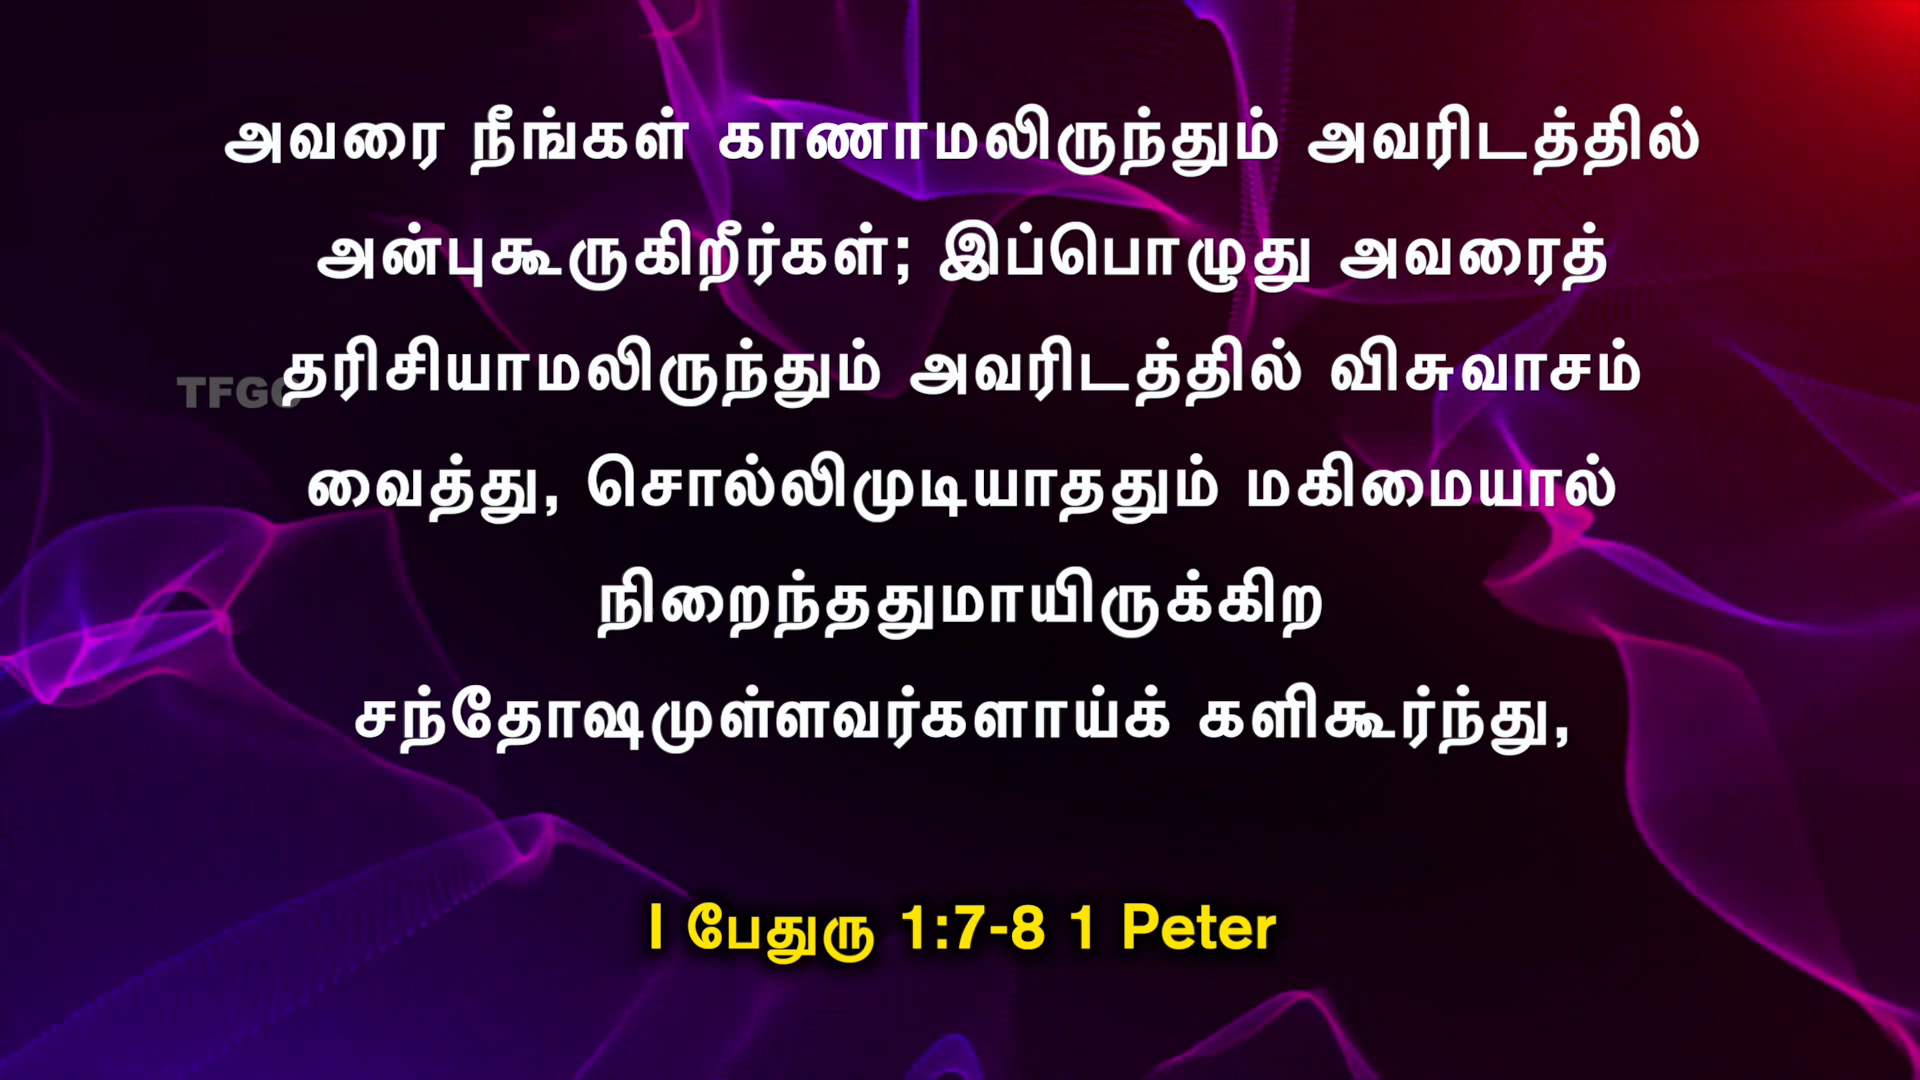 அவரை நீங்கள் காணாமலிருந்தும் அவரிடத்தில்
அன்புகூருகிறீர்கள்; இப்பொழுது அவரைத்
தரிசியாமலிருந்தும் அவரிடத்தில் விசுவாசம்
வைத்து, சொல்லிமுடியாததும் மகிமையால்
நிறைந்ததுமாயிருக்கிற
சந்தோஷமுள்ளவர்களாய்க் களிகூர்ந்து,
I பேதுரு 1:7-8 1 Peter